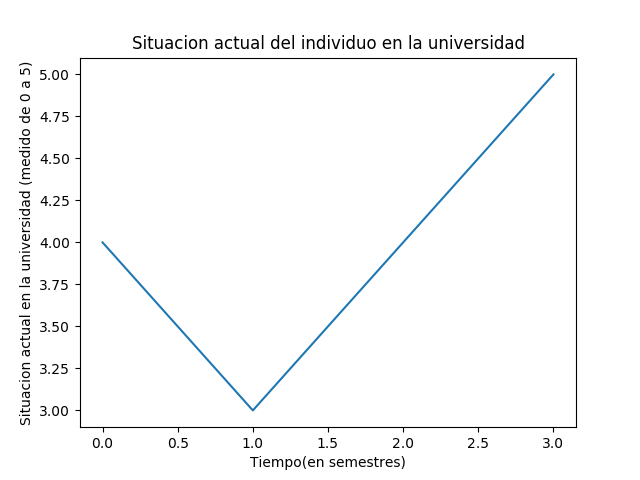 Situacion actual del individuo en la universidad
Situacion actual en la universidad (medido de 0 a 5)
5.00
4.75
4.50
4.25
4.00
3.75
3.50
3.25
3.00
0.0 0.5 1.0 1.5 2.0 2.5 3.0
Tiempo(en semestres)